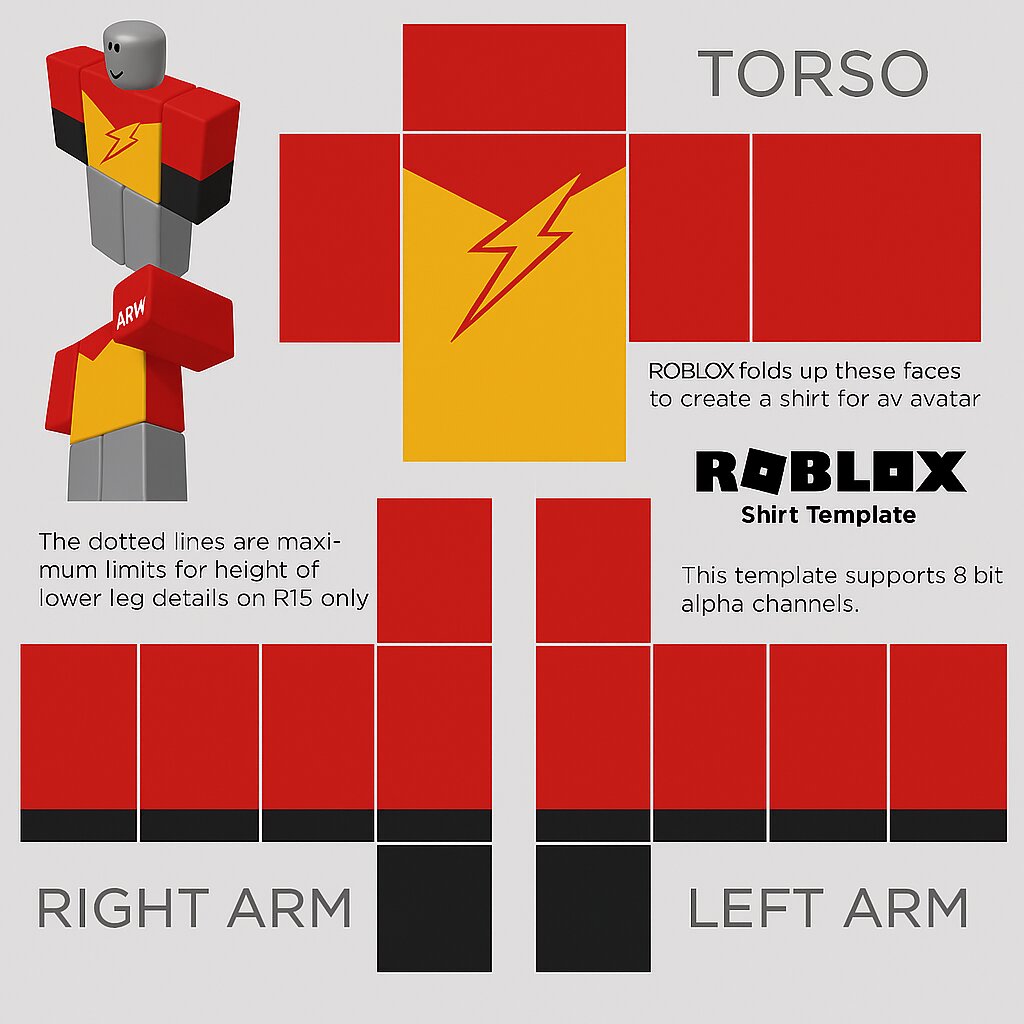 TORSO
ARW
ROBLOX folds up these faces
to create a shirt for av avatar
ROBLOX
Shirt Template
The dotted lines are maxi-
mum limits for height of
lower leg details on R15 only
This template supports 8 bit
alpha channels.
RIGHT ARM
LEFT ARM